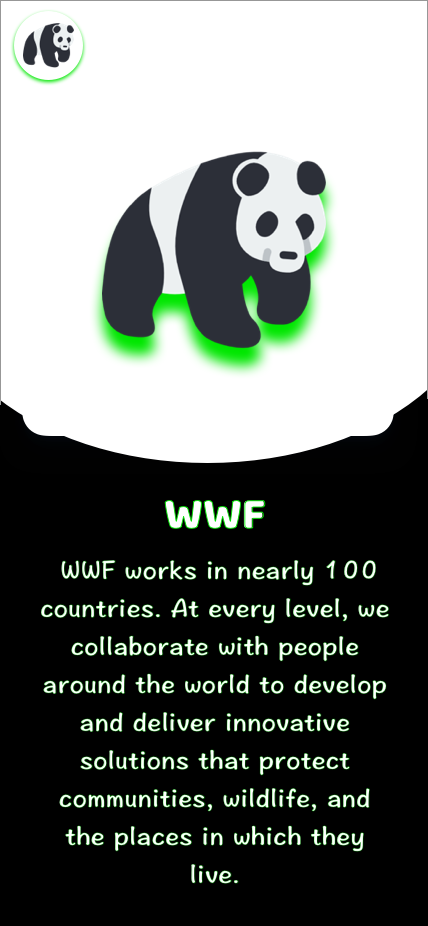 WWF
WWF works in nearly 100
countries. At every level, we
collaborate with people
around the world to develop
and deliver innovative
solutions that protect
communities, wildlife, and
the places in which they
live.